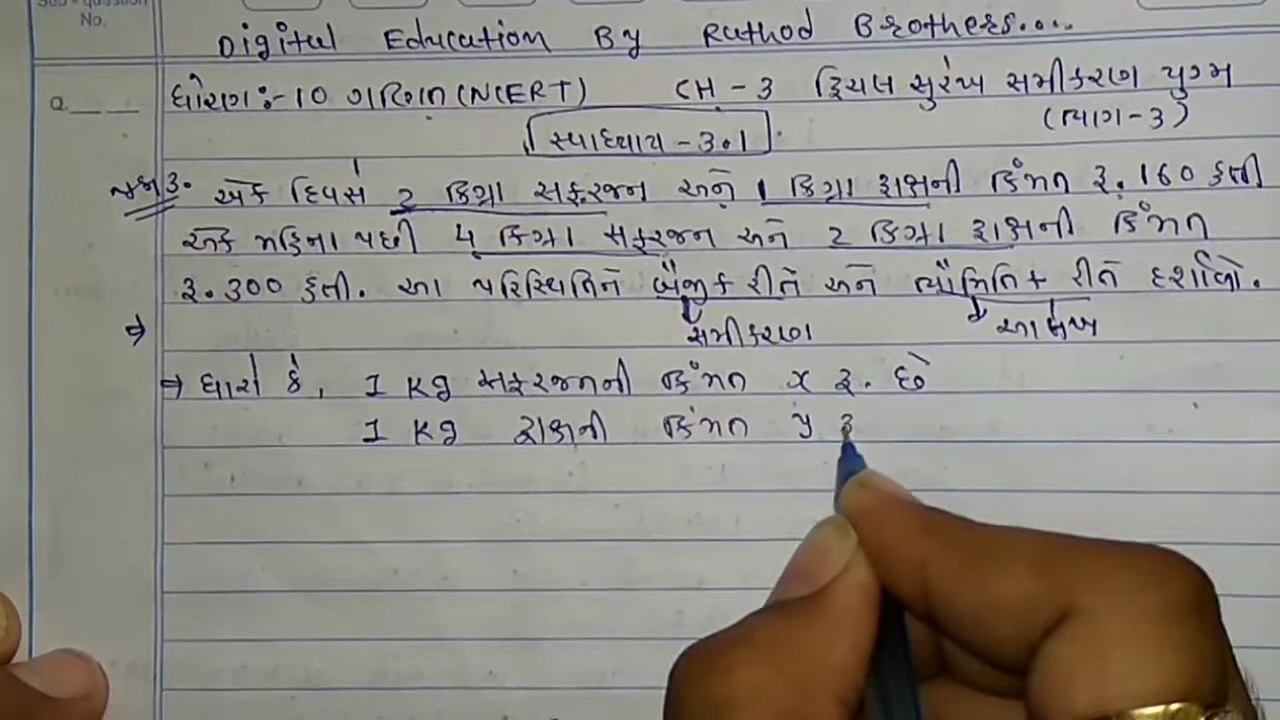 No.
Digital Education By Rathod Brothers....
a
ધોરણ:- 10 ગણિત (NCERT) CH - 3 દ્વિચલ સુરેખ સમીકરણ યુગ્મ
(ભાગ - 3)
સ્વાધ્યાય - 3.1
3. એક દિવસે 2 કિગ્રા સફરજન અને 1 કિગ્રા દ્રાક્ષની કિંમત રૂ. 160 હતી
એક મહિના પછી 4 કિગ્રા સફરજન અને 2 કિગ્રા દ્રાક્ષની કિંમત
રૂ. 300 હતી. આ પરિસ્થિતિને બૈજીક રીતે અને ભૌમિતિક રીતે દર્શાવો.
⇒ સમીકરણ આલેખ
⇒ ધારો કે, 1 Kg સફરજનની કિંમત x રૂ. છે
1 Kg દ્રાક્ષની કિંમત y રૂ